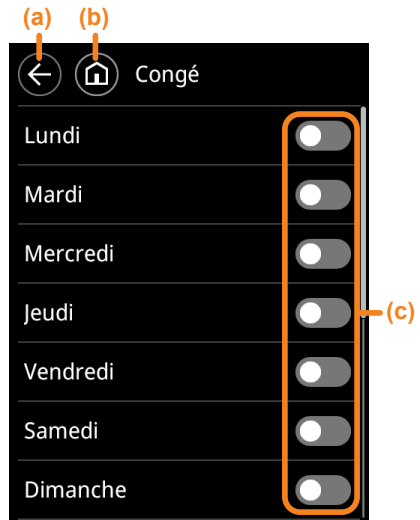 (a) (b)
Congé
Lundi
Mardi
Mercredi
Jeudi
(c)
Vendredi
Samedi
Dimanche